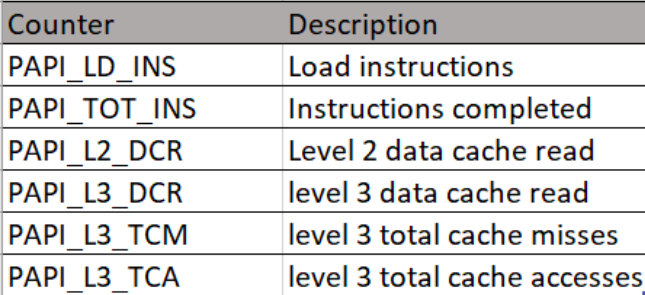 Counter Description
PAPI_LD_INS Load instructions
PAPI_TOT_INS Instructions completed
PAPI_L2_DCR Level 2 data cache read
PAPI_L3_DCR level 3 data cache read
PAPI_L3_TCM level 3 total cache misses
PAPI_L3_TCA level 3 total cache accesses